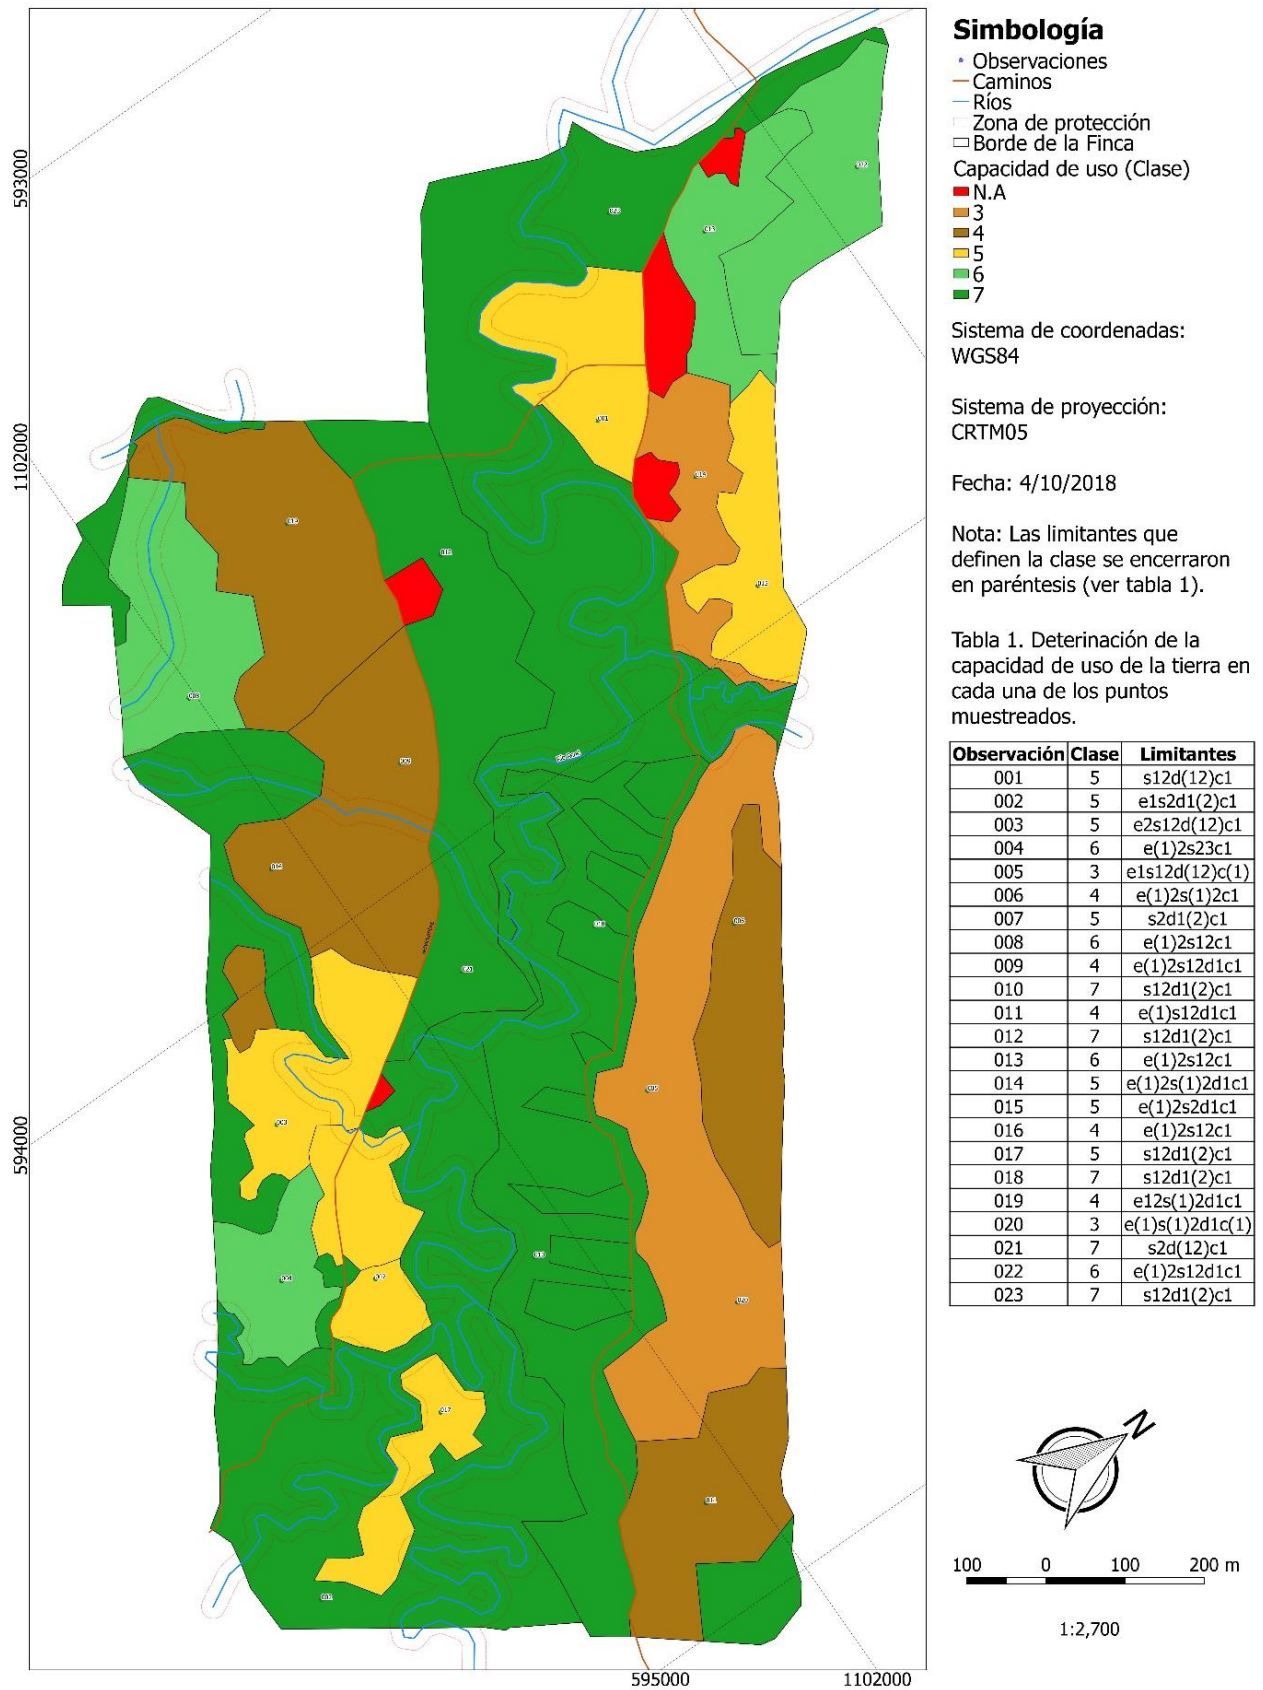 Simbología
Observaciones
Caminos
Ríos
Zona de protección
Borde de la Finca
Capacidad de uso (Clase)
N.A
3
4
5
6
7
Sistema de coordenadas:
WGS84
Sistema de proyección:
CRTM05
Fecha: 4/10/2018
Nota: Las limitantes que
definen la clase se encerraron
en paréntesis (ver tabla 1).
Tabla 1. Deterinación de la
capacidad de uso de la tierra en
cada una de los puntos
muestreados.
Observación Clase Limitantes
001 5 s12d(12)c1
002 5 e1s2d1(2)c1
003 5 e2s12d(12)c1
004 6 e(1)2s23c1
005 3 e1s12d(12)c(1)
006 4 e(1)2s(1)2c1
007 5 s2d1(2)c1
008 6 e(1)2s12c1
009 4 e(1)2s12d1c1
010 7 s12d1(2)c1
011 4 e(1)s12d1c1
012 7 s12d1(2)c1
013 6 e(1)2s12c1
014 5 e(1)2s(1)2d1c1
015 5 e(1)2s2d1c1
016 4 e(1)2s12c1
017 5 s12d1(2)c1
018 7 s12d1(2)c1
019 4 e12s(1)2d1c1
020 3 e(1)s(1)2d1c(1)
021 7 s2d(12)c1
022 6 e(1)2s12d1c1
023 7 s12d1(2)c1
N
100 0 100 200 m
1:2,700
593000
1102000
594000
595000
1102000